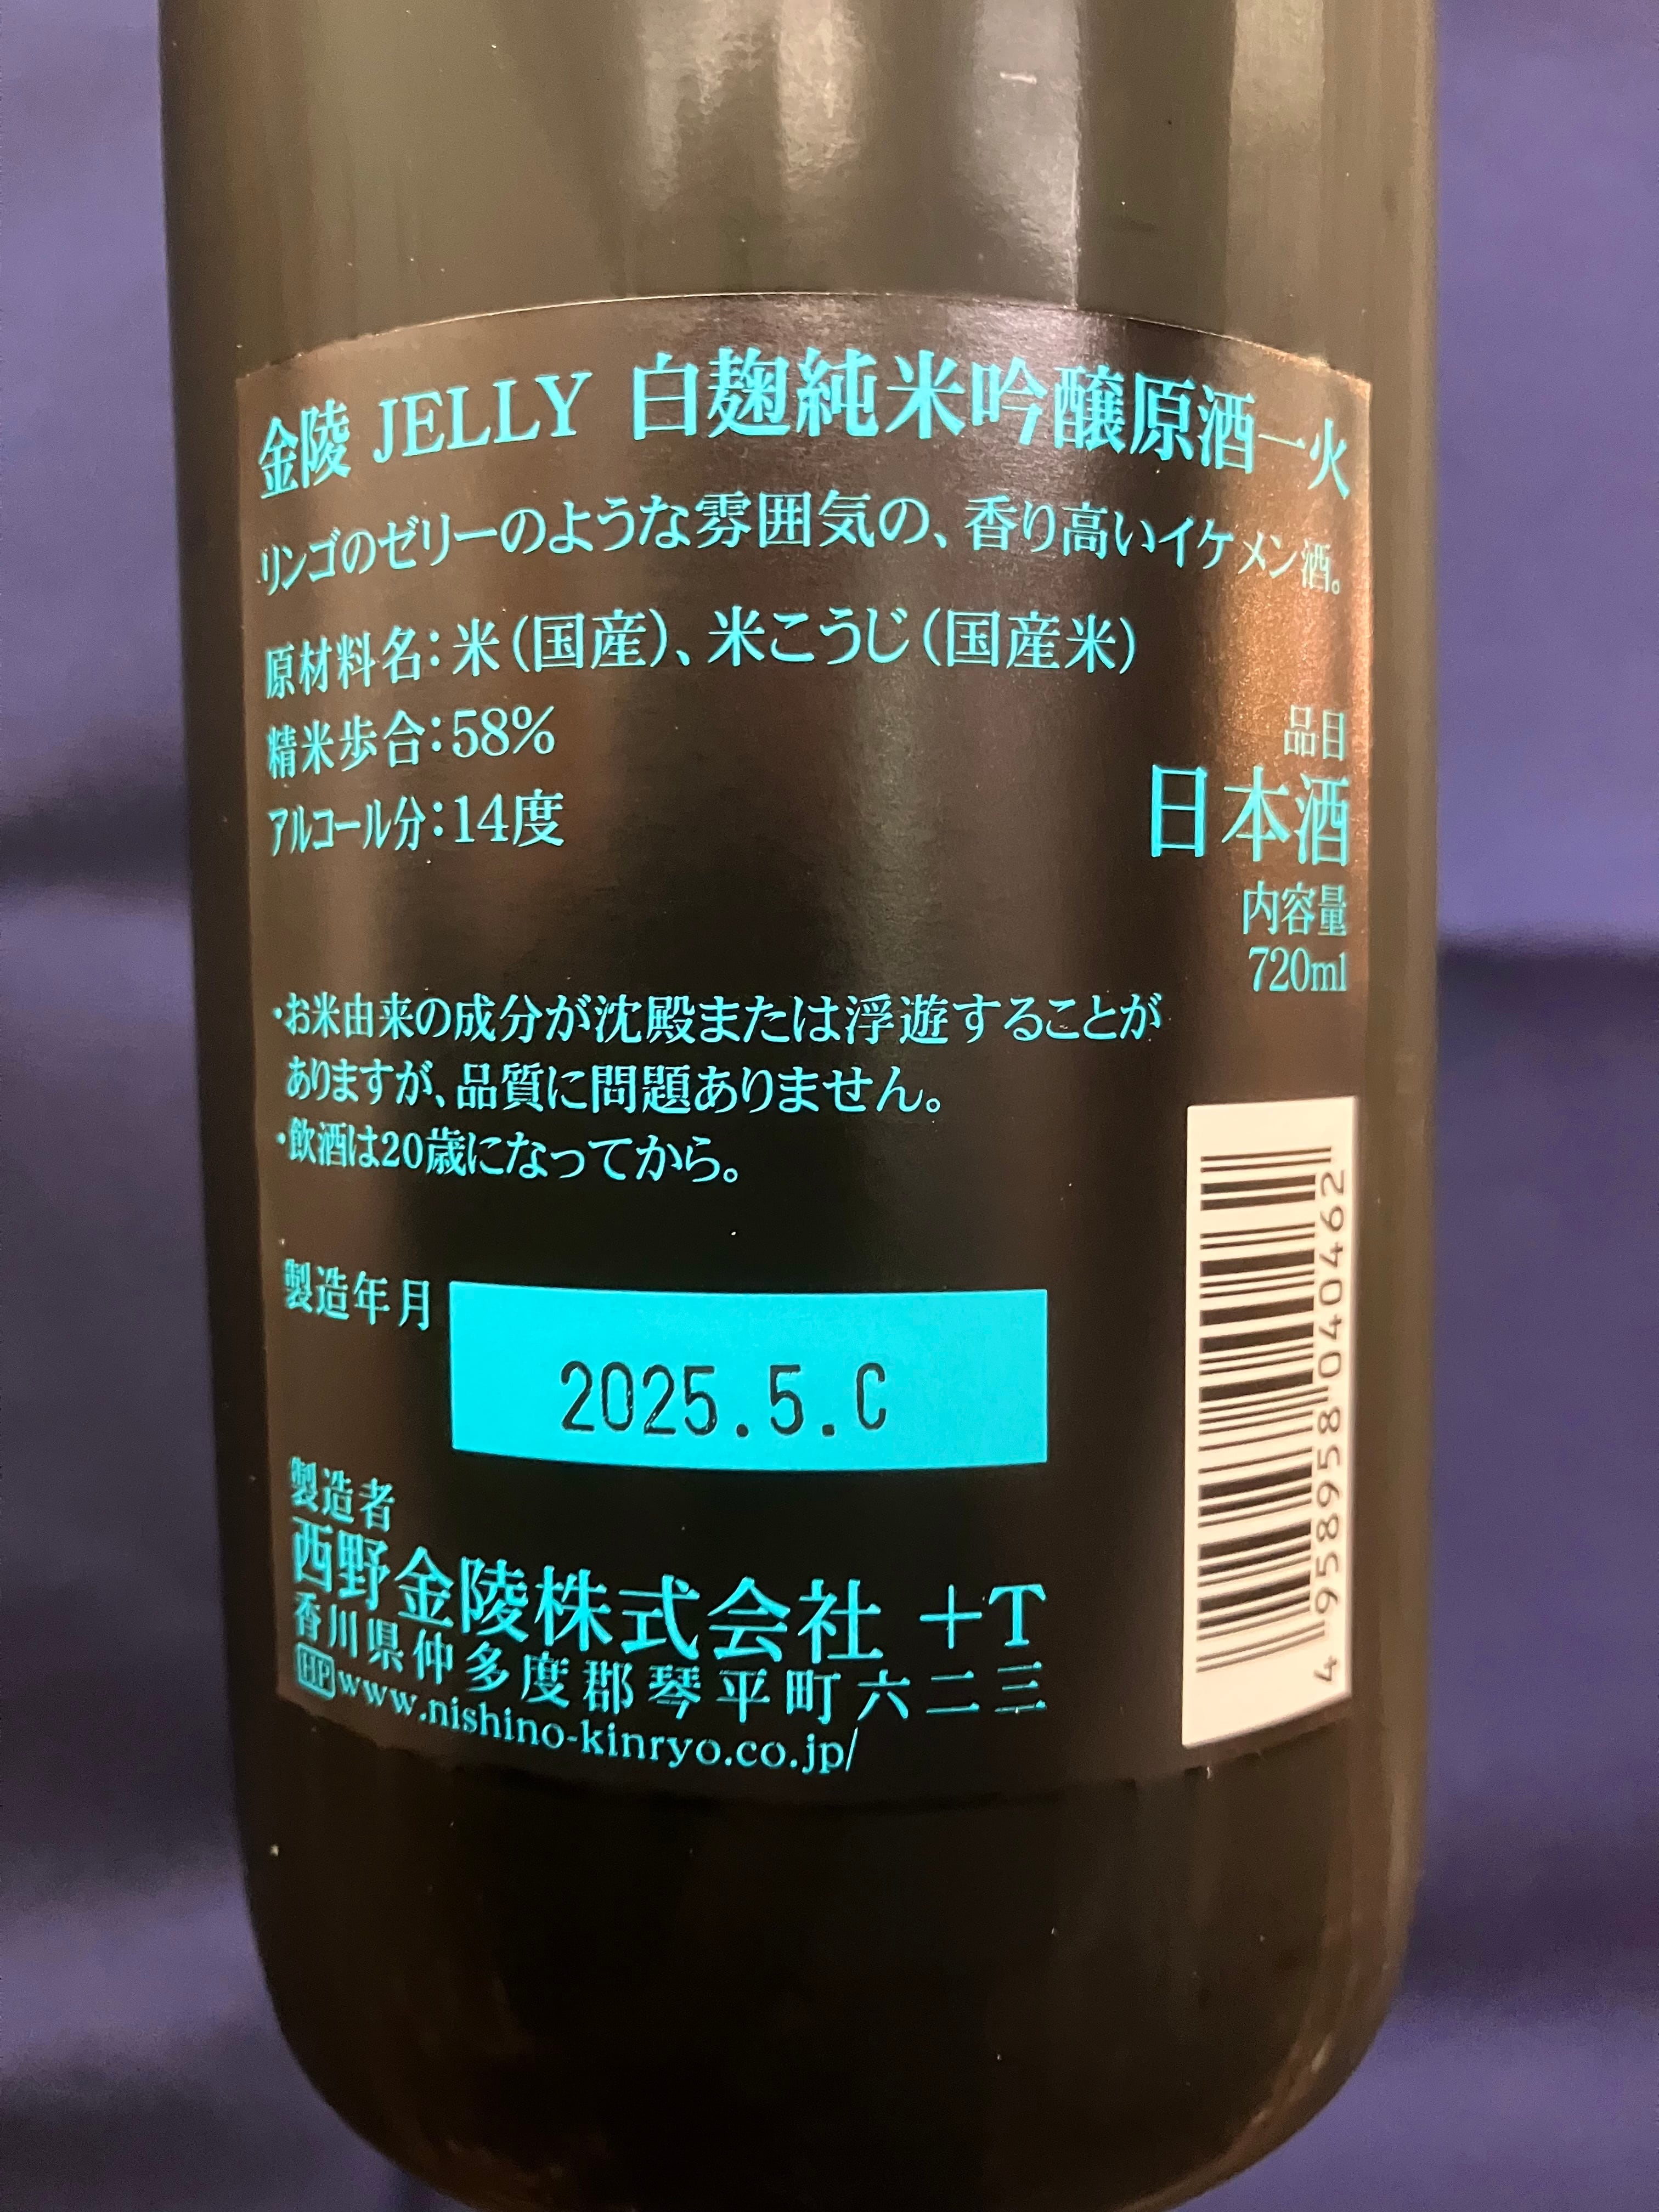 金陵 JELLY 白麹純米吟醸原酒一火
リンゴのゼリーのような雰囲気の、香り高いイケメン酒。
原材料名：米（国産）、米こうじ（国産米）
精米歩合：58%
アルコール分：14度
品目
日本酒
内容量
720ml
・お米由来の成分が沈殿または浮遊することが
ありますが、品質に問題ありません。
・飲酒は20歳になってから。
製造年月
2025.5.C
製造者
西野金陵株式会社 +T
香川県仲多度郡琴平町六二三
HP www.nishino-kinryo.co.jp/
4 958958 040462